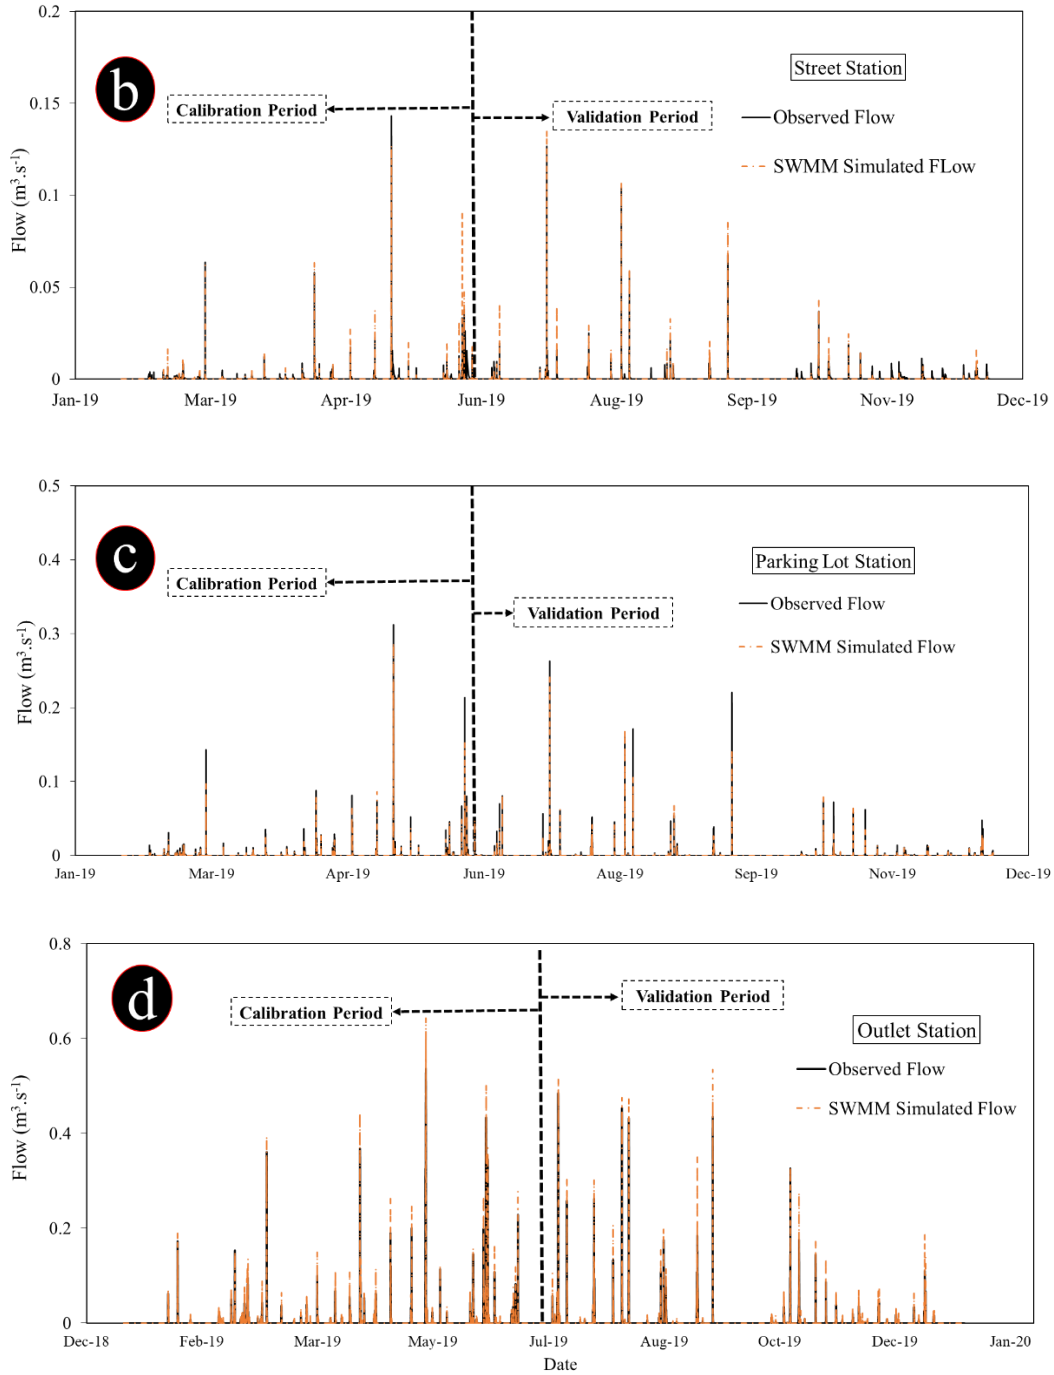 b
0.2
0.15
0.1
0.05
0
Flow (m³.s⁻¹)
Calibration Period
Validation Period
Street Station
Observed Flow
SWMM Simulated FLow
Jan-19 Mar-19 Apr-19 Jun-19 Aug-19 Sep-19 Nov-19 Dec-19
c
0.5
0.4
0.3
0.2
0.1
0
Flow (m³.s⁻¹)
Calibration Period
Validation Period
Parking Lot Station
Observed Flow
SWMM Simulated Flow
Jan-19 Mar-19 Apr-19 Jun-19 Aug-19 Sep-19 Nov-19 Dec-19
d
0.8
0.6
0.4
0.2
0
Flow (m³.s⁻¹)
Calibration Period
Validation Period
Outlet Station
Observed Flow
SWMM Simulated Flow
Dec-18 Feb-19 Mar-19 May-19 Jul-19 Aug-19 Oct-19 Dec-19 Jan-20
Date